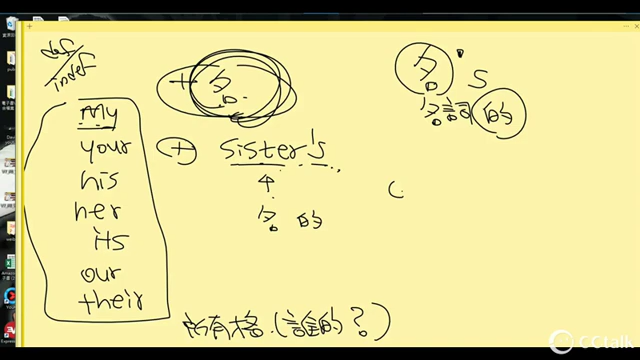 def/indef
My
your
his
her
its
our
their
+ 名
+ sister's
名 的
名's
名詞 的
所有格 (誰的?)
CCtalk